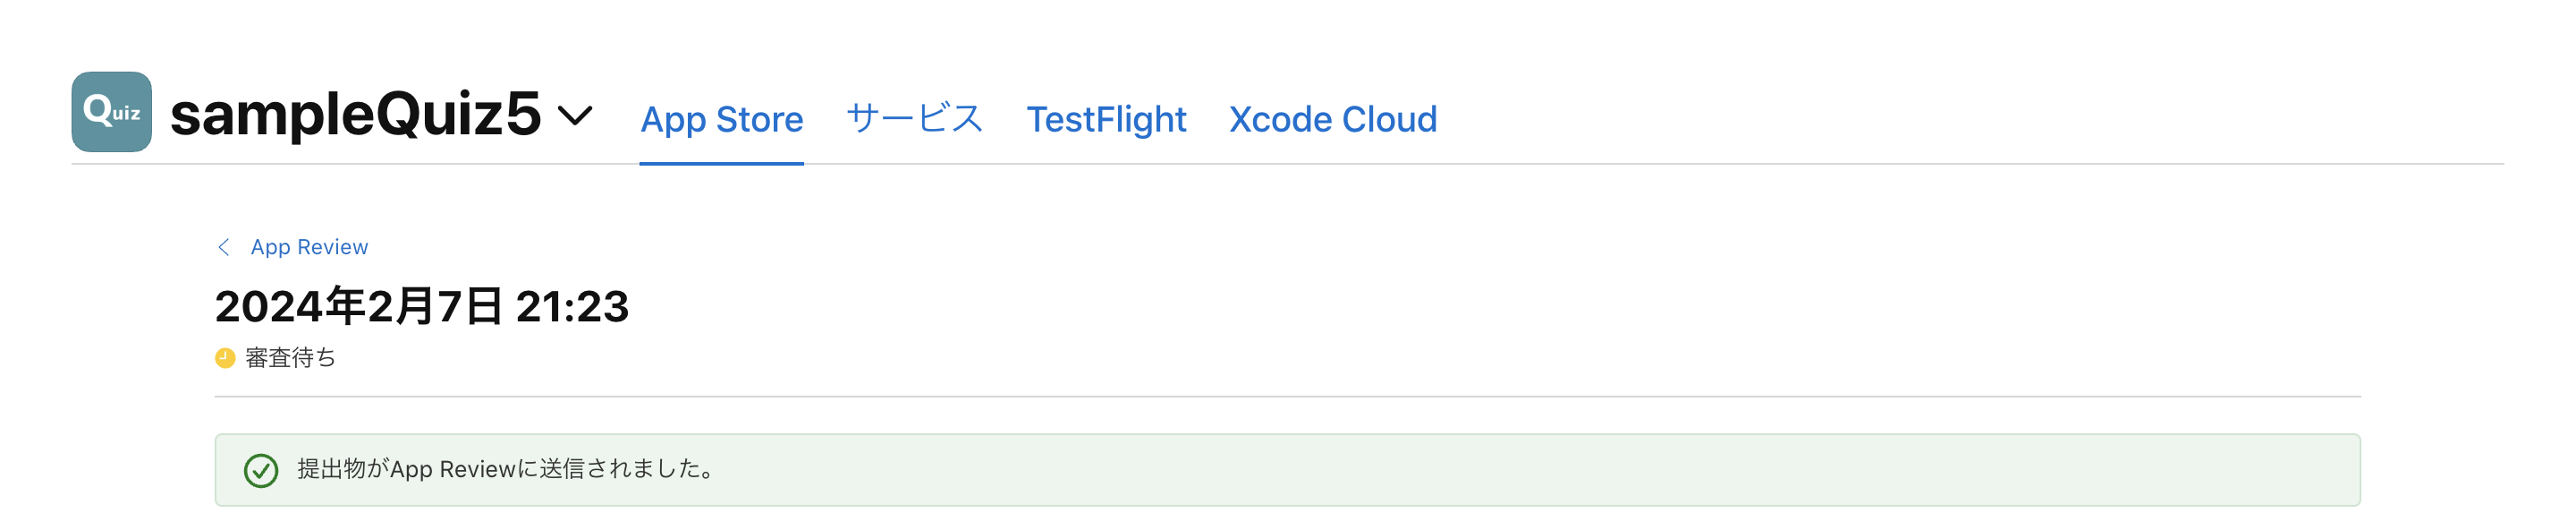 Quiz
sampleQuiz5
App Store サービス TestFlight Xcode Cloud
App Review
2024年2月7日 21:23
審査待ち
提出物がApp Reviewに送信されました。